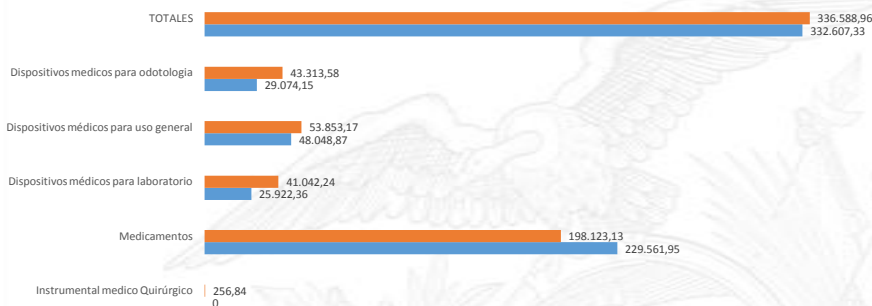 TOTALES
336.588,96
332.607,33
Dispositivos medicos para odotologia
43.313,58
29.074,15
Dispositivos médicos para uso general
53.853,17
48.048,87
Dispositivos médicos para laboratorio
41.042,24
25.922,36
Medicamentos
198.123,13
229.561,95
Instrumental medico Quirúrgico
256,84
0